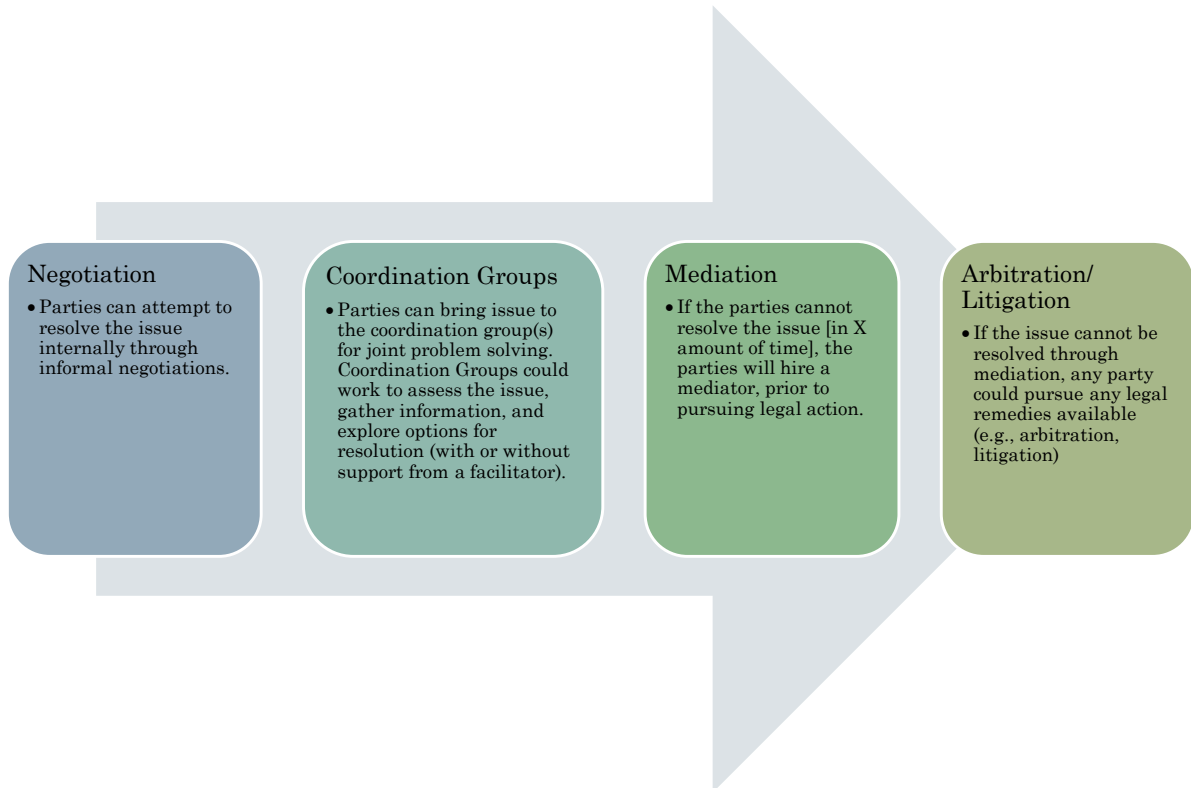 Negotiation
• Parties can attempt to
resolve the issue
internally through
informal negotiations.
Coordination Groups
• Parties can bring issue to
the coordination group(s)
for joint problem solving.
Coordination Groups could
work to assess the issue,
gather information, and
explore options for
resolution (with or without
support from a facilitator).
Mediation
• If the parties cannot
resolve the issue [in X
amount of time], the
parties will hire a
mediator, prior to
pursuing legal action.
Arbitration/
Litigation
• If the issue cannot be
resolved through
mediation, any party
could pursue any legal
remedies available
(e.g., arbitration,
litigation)